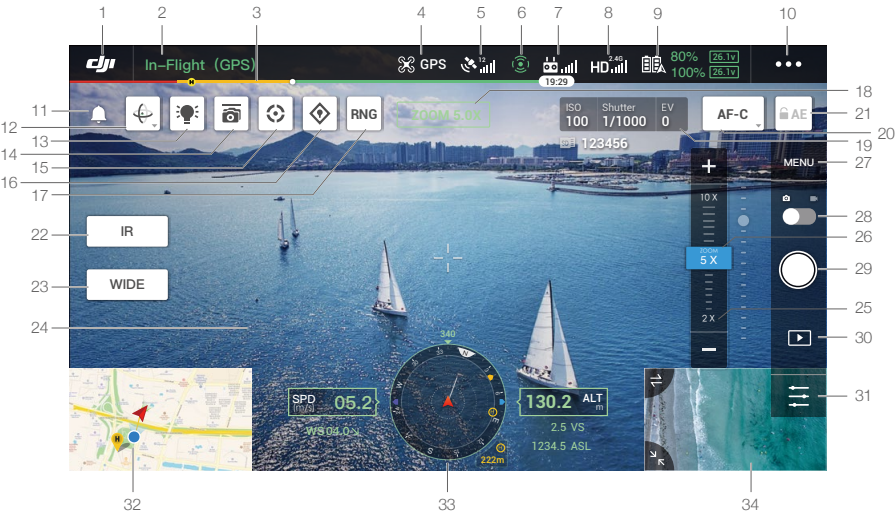 1 2 3 4 5 6 7 8 9 10
dji In–Flight (GPS) GPS 12 HD 2.4G A 80% 26.1v
100% 26.1v
19:29
11 12 13 14 15 16 17
RNG
ZOOM 5.0X
ISO 100 Shutter 1/1000 EV 0
123456
AF-C
AE
18
21
20
19
MENU
27
10 X
28
ZOOM
5 X
26
29
25
2 X
30
31
22
IR
23
WIDE
24
340
N
W
E
S
SPD
[m/s]
05.2
WS 04.0
130.2 ALT
m
2.5 VS
1234.5 ASL
222m
H
32 33 34